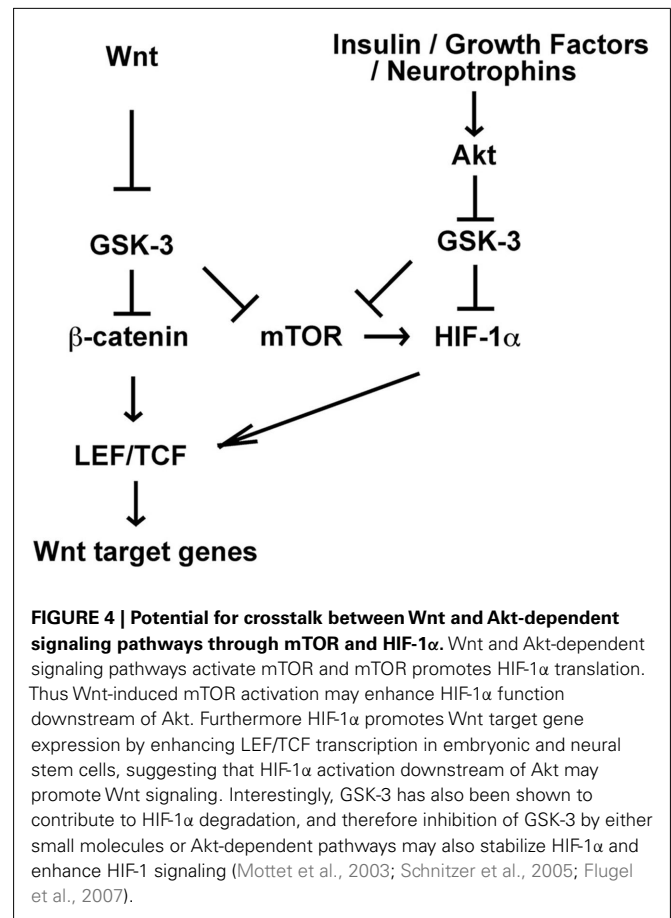 Wnt
Insulin / Growth Factors
/ Neurotrophins
Akt
GSK-3
GSK-3
β-catenin
mTOR
HIF-1α
LEF/TCF
Wnt target genes
FIGURE 4 | Potential for crosstalk between Wnt and Akt-dependent
signaling pathways through mTOR and HIF-1α. Wnt and Akt-dependent
signaling pathways activate mTOR and mTOR promotes HIF-1α translation.
Thus Wnt-induced mTOR activation may enhance HIF-1α function
downstream of Akt. Furthermore HIF-1α promotes Wnt target gene
expression by enhancing LEF/TCF transcription in embryonic and neural
stem cells, suggesting that HIF-1α activation downstream of Akt may
promote Wnt signaling. Interestingly, GSK-3 has also been shown to
contribute to HIF-1α degradation, and therefore inhibition of GSK-3 by either
small molecules or Akt-dependent pathways may also stabilize HIF-1α and
enhance HIF-1 signaling (Mottet et al., 2003; Schnitzer et al., 2005; Flugel
et al., 2007).